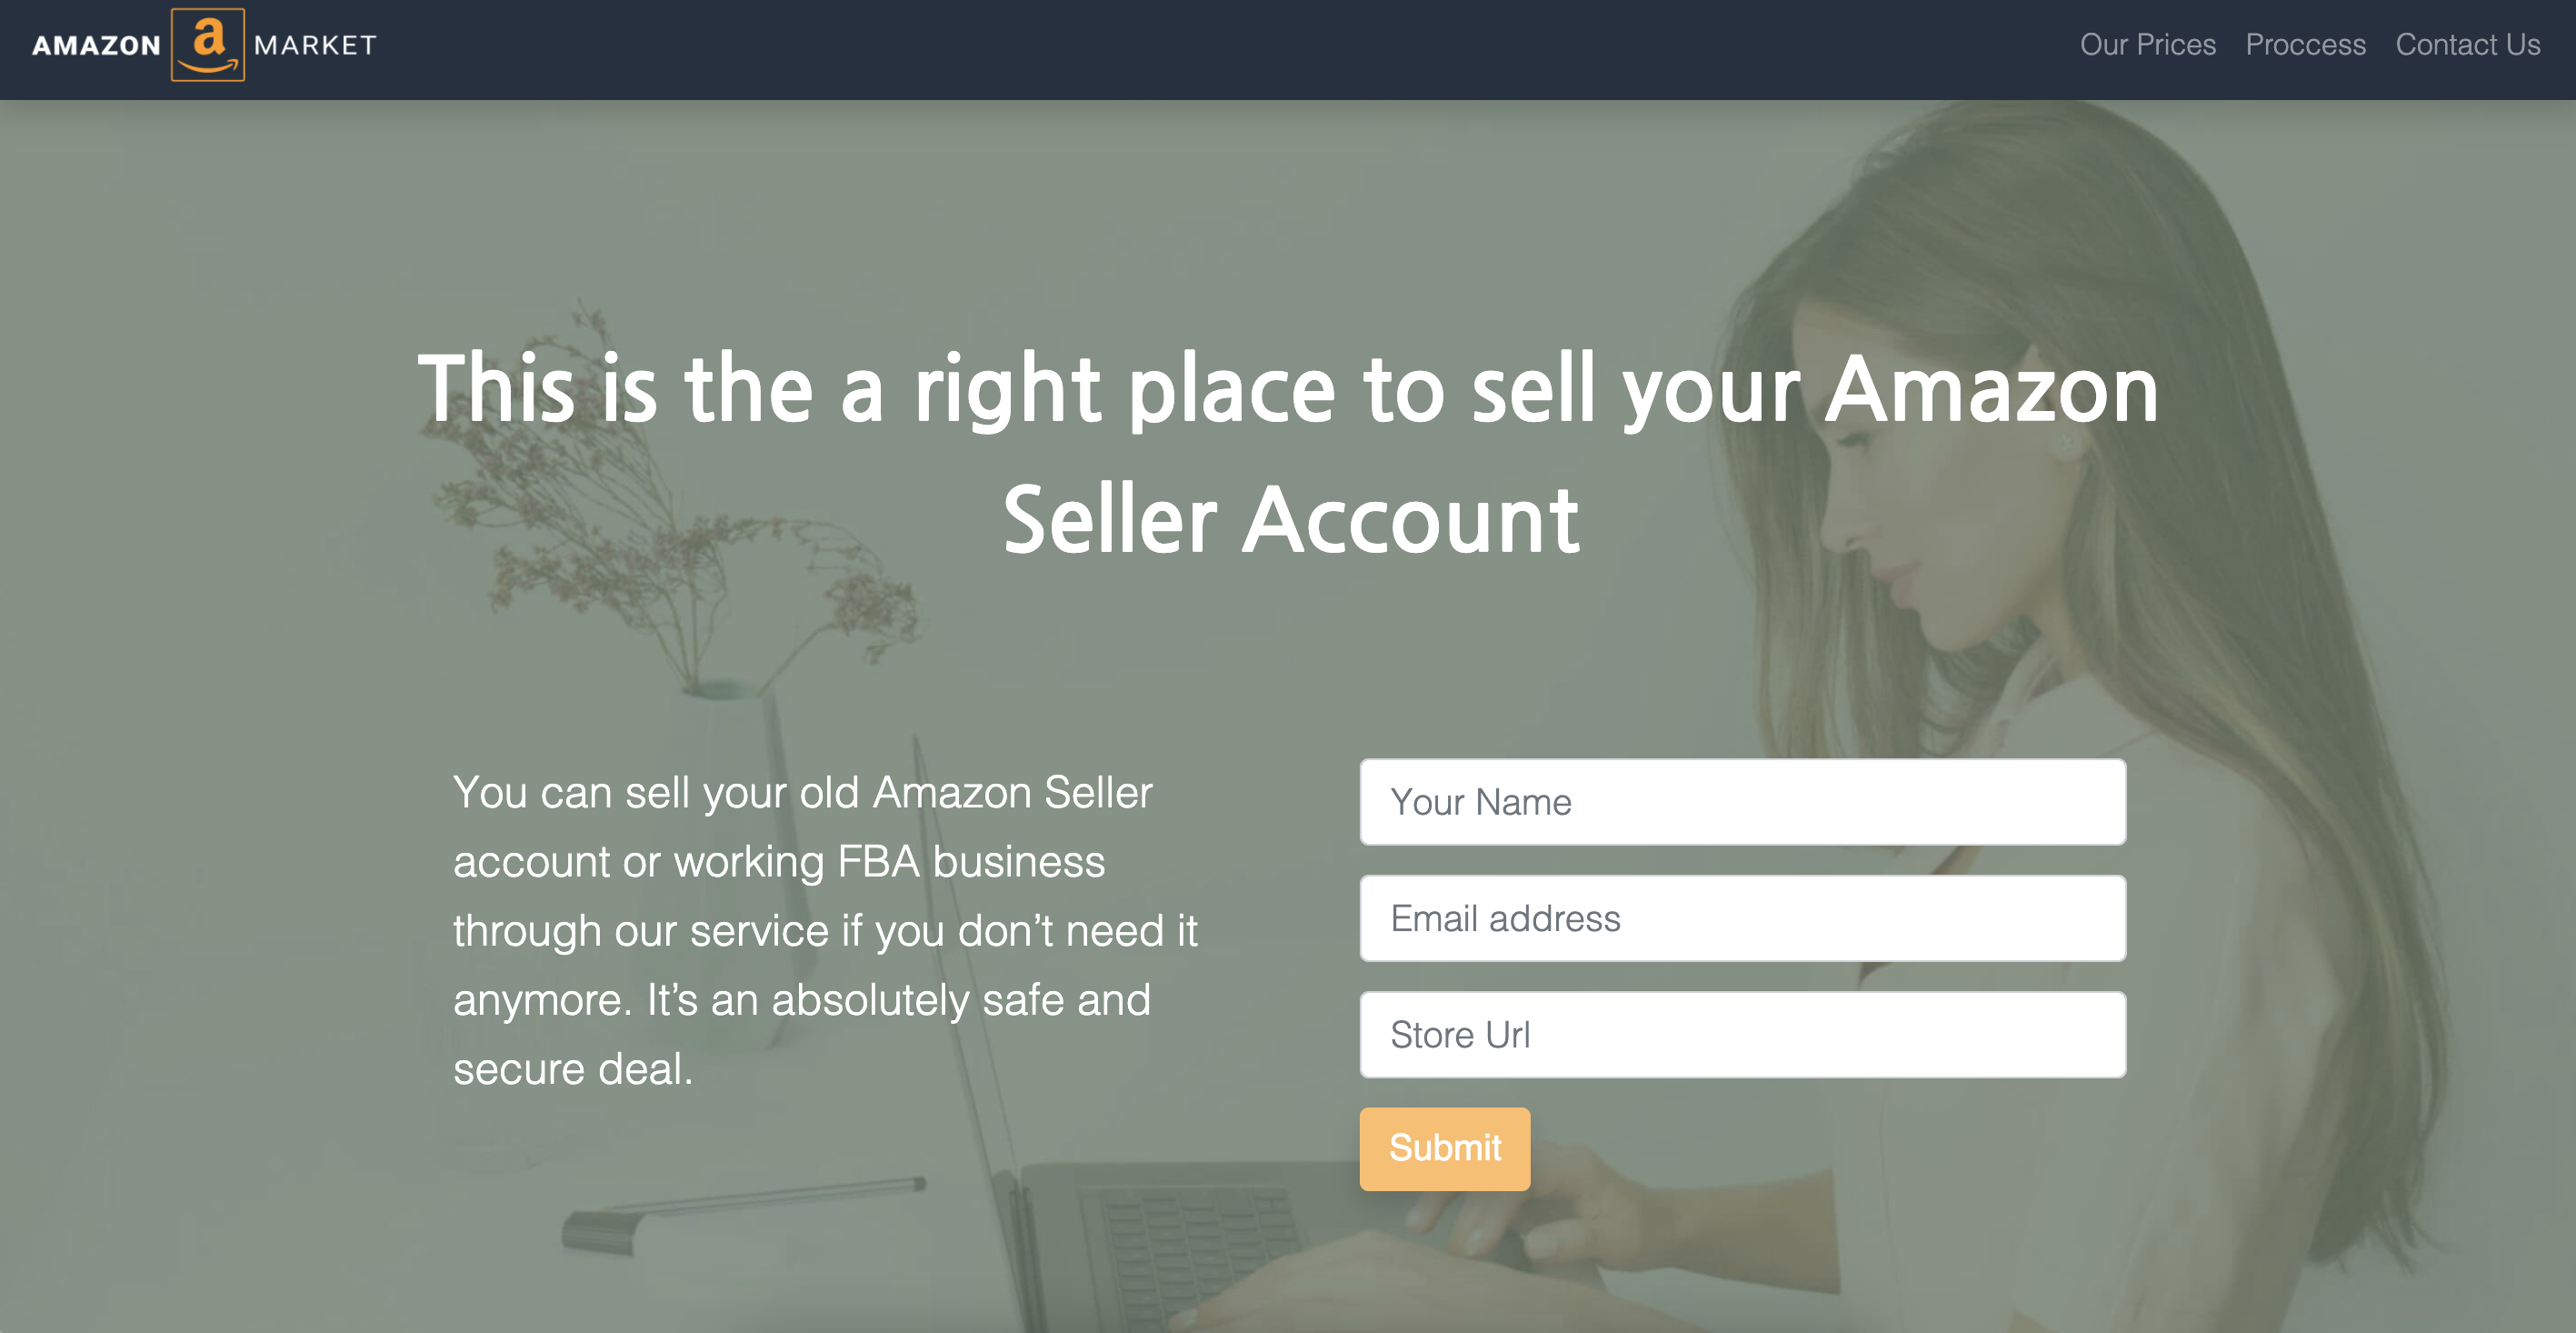 AMAZON a MARKET
Our Prices Proccess Contact Us
This is the a right place to sell your Amazon
Seller Account
You can sell your old Amazon Seller
account or working FBA business
through our service if you don’t need it
anymore. It’s an absolutely safe and
secure deal.
Your Name
Email address
Store Url
Submit